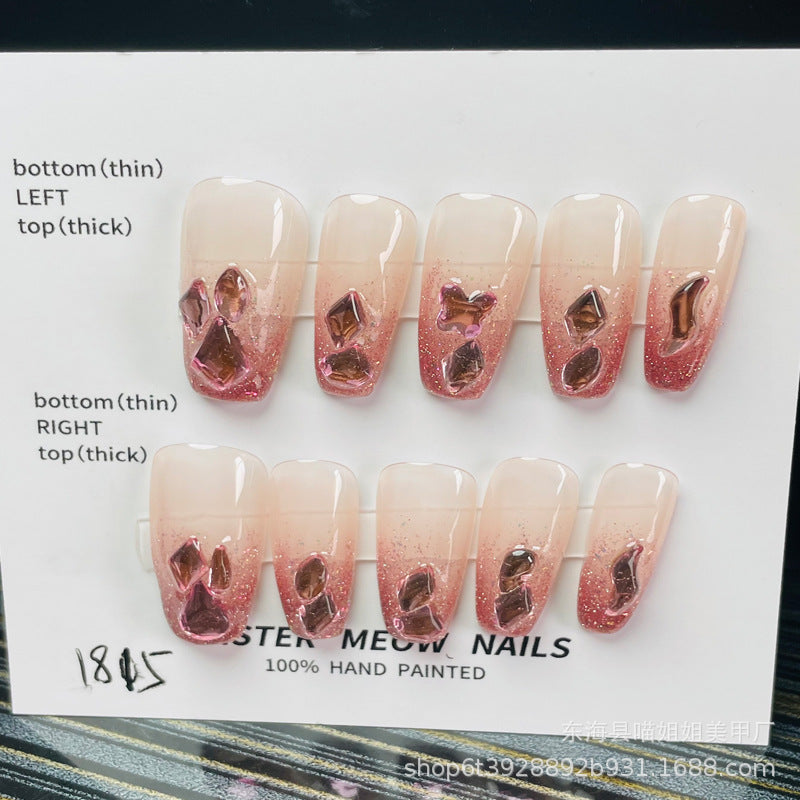 bottom(thin)
LEFT
top(thick)
bottom(thin)
RIGHT
top(thick)
STER MEOW NAILS
100% HAND PAINTED
东海县喵姐姐美甲厂
shop6t3928892b931.1688.com